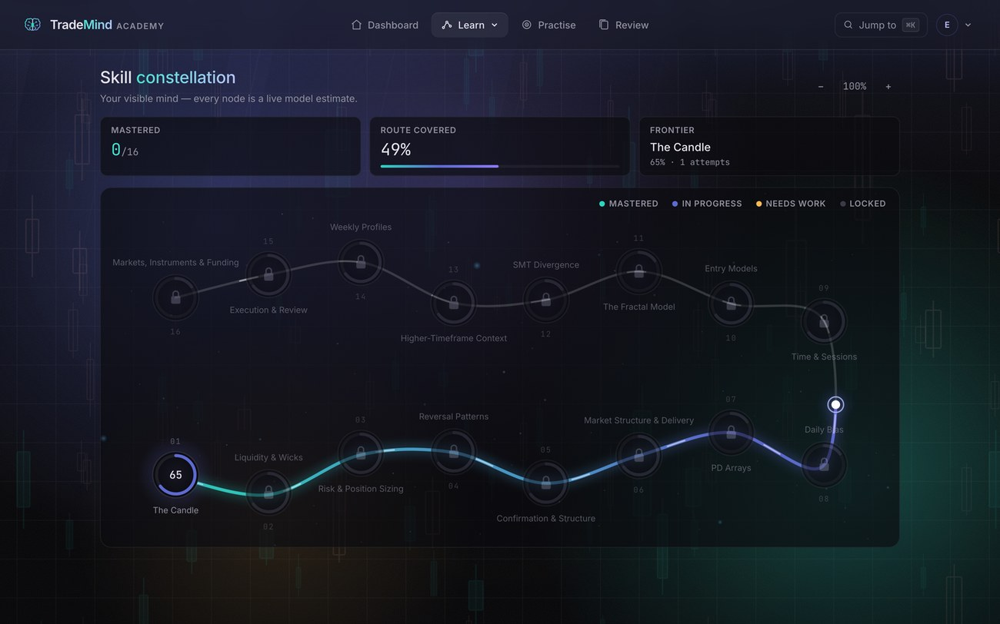 TradeMind ACADEMY
Dashboard
Learn
Practise
Review
Jump to
⌘K
E
Skill constellation
Your visible mind — every node is a live model estimate.
− 100% +
MASTERED
0/16
ROUTE COVERED
49%
FRONTIER
The Candle
65% · 1 attempts
MASTERED
IN PROGRESS
NEEDS WORK
LOCKED
Markets, Instruments & Funding
16
15
Execution & Review
Weekly Profiles
14
13
Higher-Timeframe Context
SMT Divergence
12
11
The Fractal Model
Entry Models
10
09
Time & Sessions
01
65
The Candle
Liquidity & Wicks
02
03
Risk & Position Sizing
Reversal Patterns
04
05
Confirmation & Structure
Market Structure & Delivery
06
07
PD Arrays
Daily Bias
08